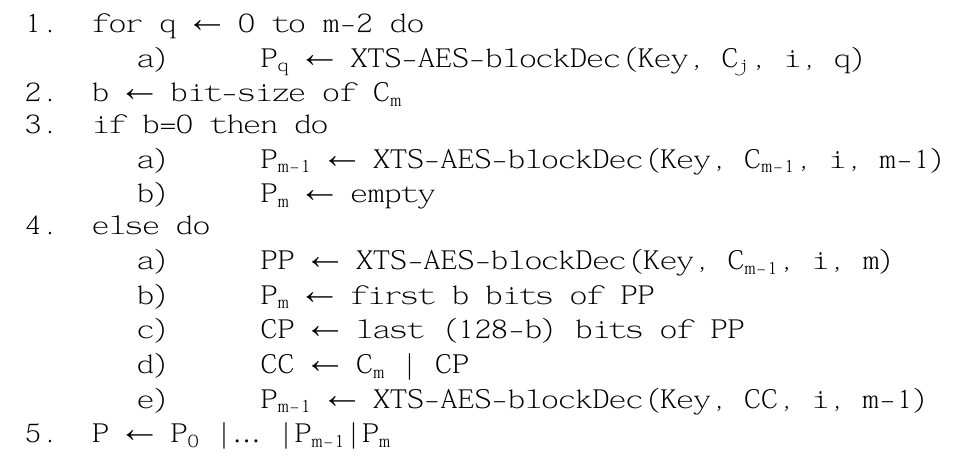 1. for q ← 0 to m-2 do
a) P_q ← XTS-AES-blockDec(Key, C_j, i, q)
2. b ← bit-size of C_m
3. if b=0 then do
a) P_{m-1} ← XTS-AES-blockDec(Key, C_{m-1}, i, m-1)
b) P_m ← empty
4. else do
a) PP ← XTS-AES-blockDec(Key, C_{m-1}, i, m)
b) P_m ← first b bits of PP
c) CP ← last (128-b) bits of PP
d) CC ← C_m | CP
e) P_{m-1} ← XTS-AES-blockDec(Key, CC, i, m-1)
5. P ← P_0 |… |P_{m-1}|P_m